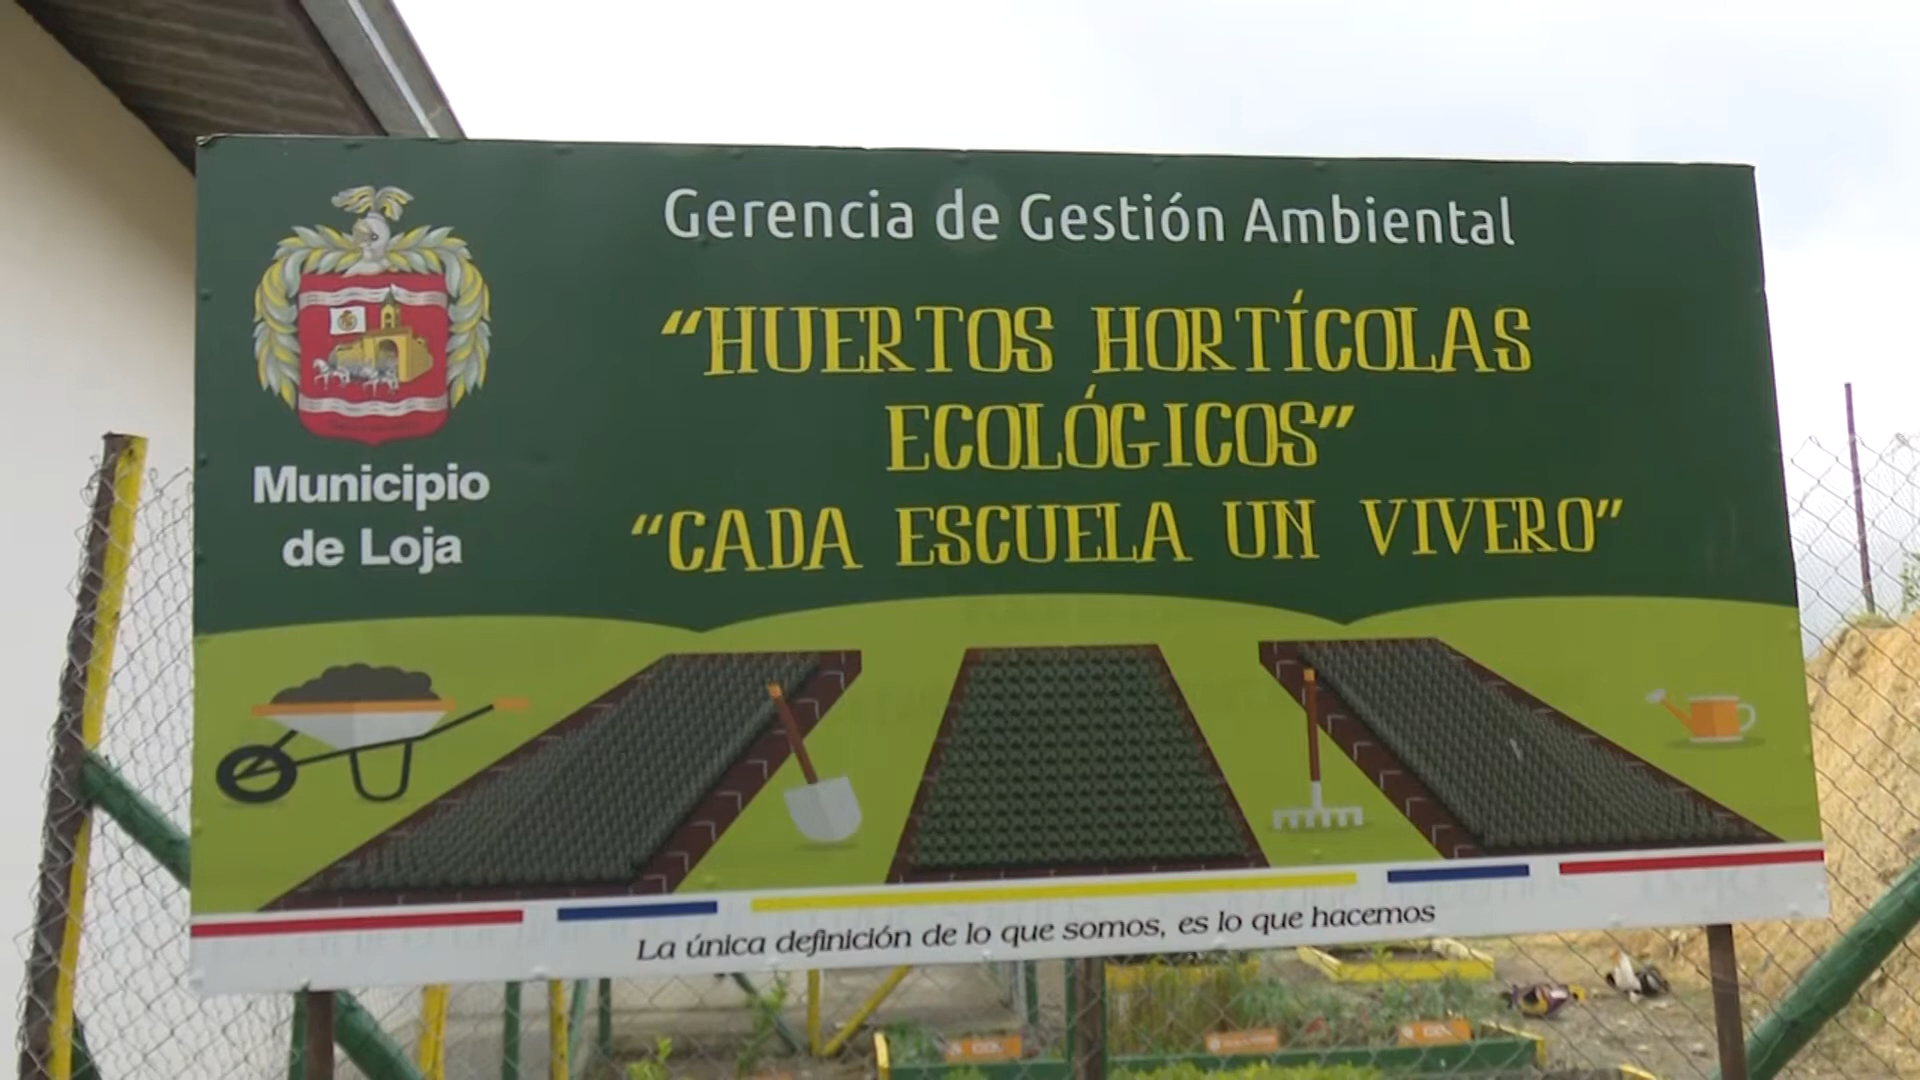 Gerencia de Gestión Ambiental
“HUERTOS HORTÍCOLAS
ECOLÓGICOS”
“CADA ESCUELA UN VIVERO”
Municipio
de Loja
La única definición de lo que somos, es lo que hacemos